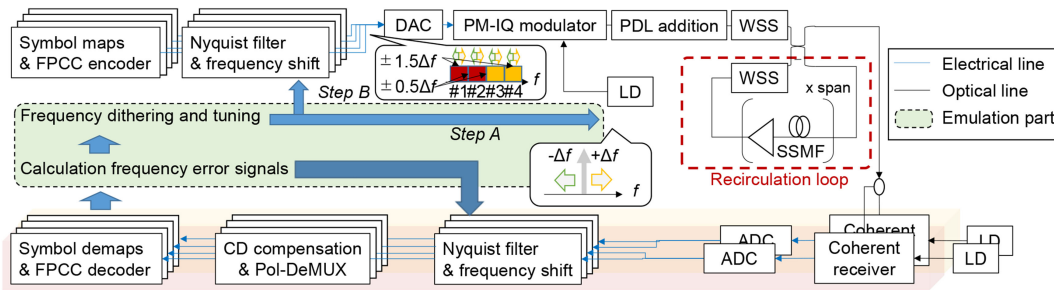 Symbol maps
& FPCC encoder
Nyquist filter
& frequency shift
DAC
PM-IQ modulator
PDL addition
WSS
± 1.5Δf
± 0.5Δf
#1#2#3#4
f
LD
WSS
x span
SSMF
Recirculation loop
Electrical line
Optical line
Emulation part
Step B
Frequency dithering and tuning
Step A
Calculation frequency error signals
-Δf
+Δf
f
Symbol demaps
& FPCC decoder
CD compensation
& Pol-DeMUX
Nyquist filter
& frequency shift
ADC
ADC
Coherent
Coherent
receiver
LD
LD